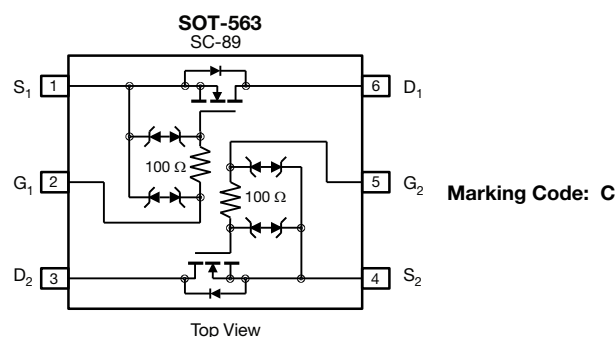 SOT-563
SC-89
S1 1 6 D1
100 Ω
G1 2 5 G2
100 Ω
Marking Code: C
D2 3 4 S2
Top View